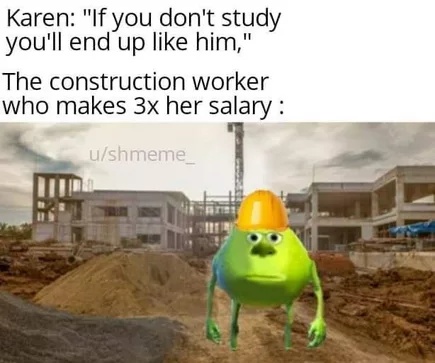 Karen: "If you don't study
you'll end up like him,"
The construction worker
who makes 3x her salary :
u/shmeme_